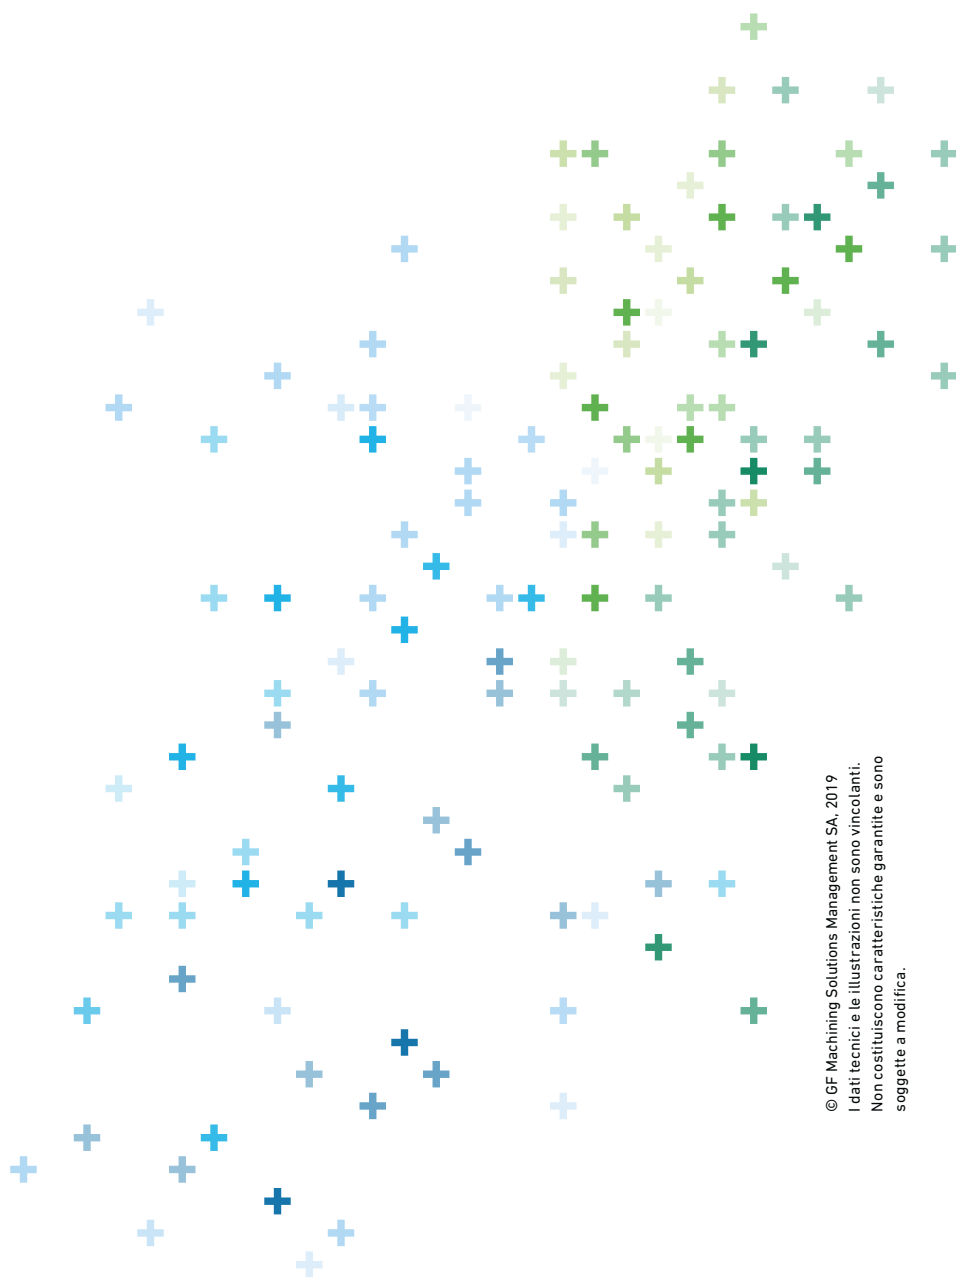 © GF Machining Solutions Management SA, 2019
I dati tecnici e le illustrazioni non sono vincolanti.
Non costituiscono caratteristiche garantite e sono
soggette a modifica.